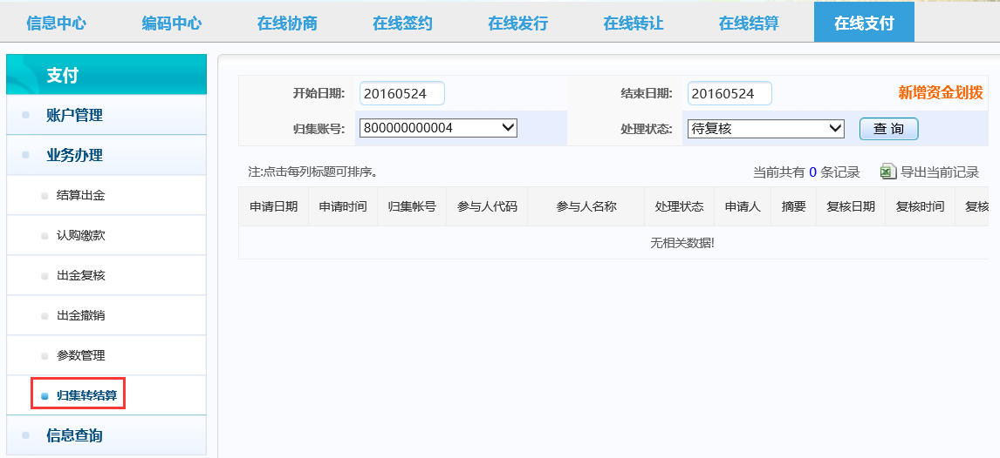 信息中心 编码中心 在线协商 在线签约 在线发行 在线转让 在线结算 在线支付
支付
账户管理
业务办理
结算出金
认购缴款
出金复核
出金撤销
参数管理
归集转结算
信息查询
开始日期: 20160524 结束日期: 20160524 新增资金划拨
归集账号: 800000000004 处理状态: 待复核 查 询
注:点击每列标题可排序。 当前共有 0 条记录 导出当前记录
申请日期 申请时间 归集帐号 参与人代码 参与人名称 处理状态 申请人 摘要 复核日期 复核时间 复核
无相关数据!